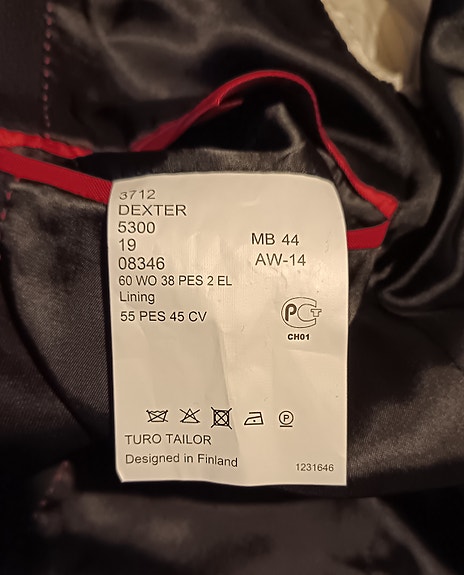 3712
DEXTER
5300
19 MB 44
08346 AW-14
60 WO 38 PES 2 EL
Lining
55 PES 45 CV
PCT
CH01
P
TURO TAILOR
Designed in Finland
1231646